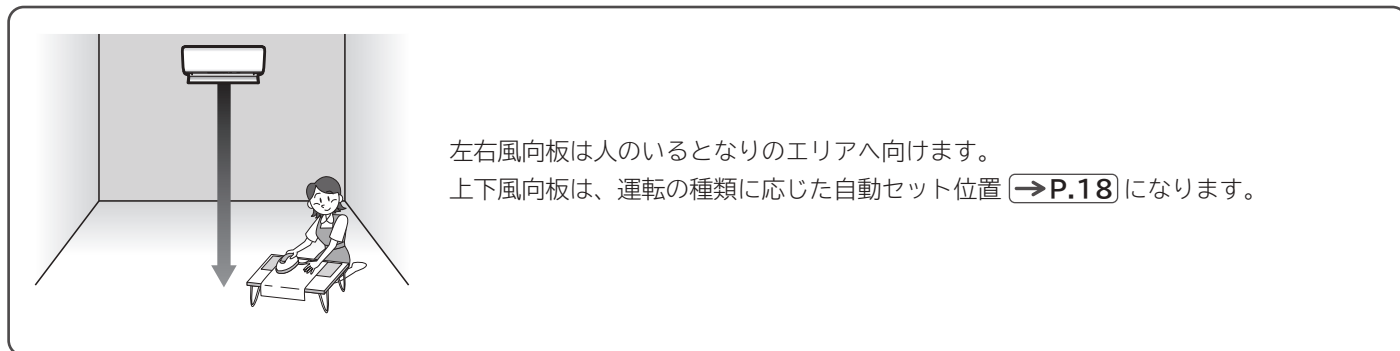 左右風向板は人のいるとなりのエリアへ向けます。
上下風向板は、運転の種類に応じた自動セット位置 →P.18 になります。